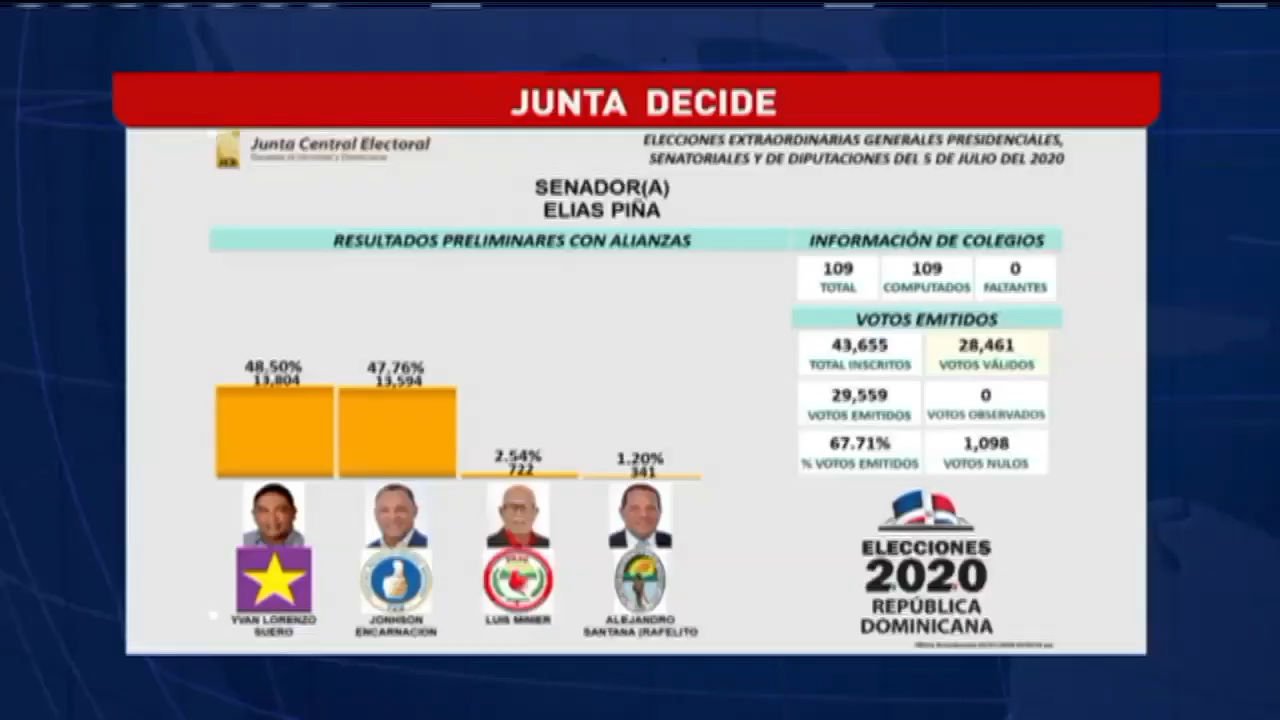 JUNTA DECIDE
Junta Central Electoral
ELECCIONES EXTRAORDINARIAS GENERALES PRESIDENCIALES,
SENATORIALES Y DE DIPUTACIONES DEL 5 DE JULIO DEL 2020
SENADOR(A)
ELIAS PIÑA
RESULTADOS PRELIMINARES CON ALIANZAS
INFORMACIÓN DE COLEGIOS
109 109 0
TOTAL COMPUTADOS FALTANTES
VOTOS EMITIDOS
43,655 28,461
TOTAL INSCRITOS VOTOS VÁLIDOS
29,559 0
VOTOS EMITIDOS VOTOS OBSERVADOS
67.71% 1,098
% VOTOS EMITIDOS VOTOS NULOS
48.50% 47.76%
13,804 13,594
2.54% 1.20%
722 341
YVAN LORENZO
SUERO
JONHSON
ENCARNACION
LUIS MINIER
ALEJANDRO
SANTANA (RAFELITO
ELECCIONES
2020
REPÚBLICA
DOMINICANA